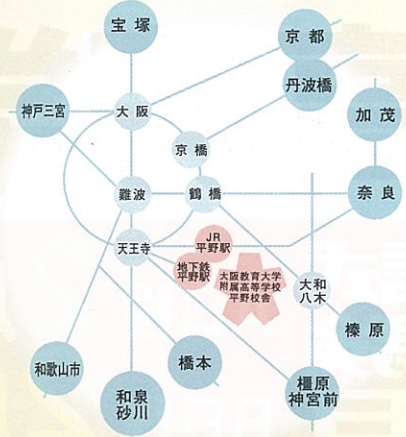 宝塚
京都
丹波橋
神戸三宮
大阪
加茂
京橋
難波
鶴橋
奈良
天王寺
JR
平野駅
地下鉄
平野駅
大阪教育大学
附属高等学校
平野校舎
大和
八木
榛原
和歌山市
橋本
和泉
砂川
橿原
神宮前